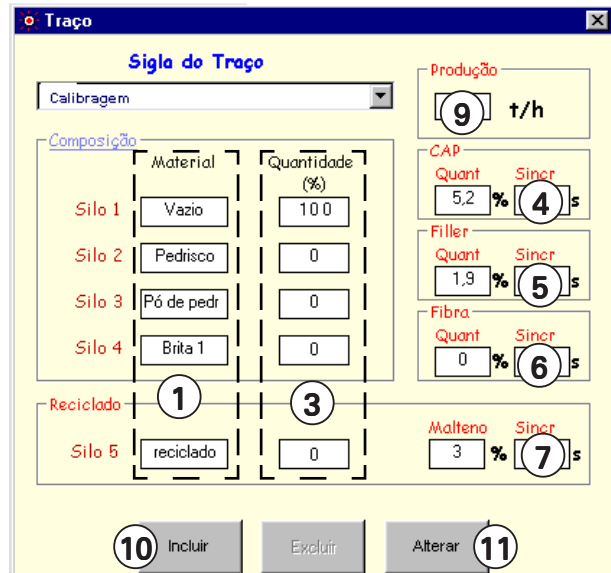 Traço
Sigla do Traço
Calibragem
Produção
9 t/h
Composição
Material Quantidade
(%)
Silo 1 Vazio 100
Silo 2 Pedrisco 0
Silo 3 Pó de pedr 0
Silo 4 Brita 1 0
1 3
CAP
Quant Sincr
5,2 % 4 s
Filler
Quant Sincr
1,9 % 5 s
Fibra
Quant Sincr
0 % 6 s
Reciclado
Silo 5 reciclado 0
Malteno Sincr
3 % 7 s
10 Incluir Excluir Alterar 11